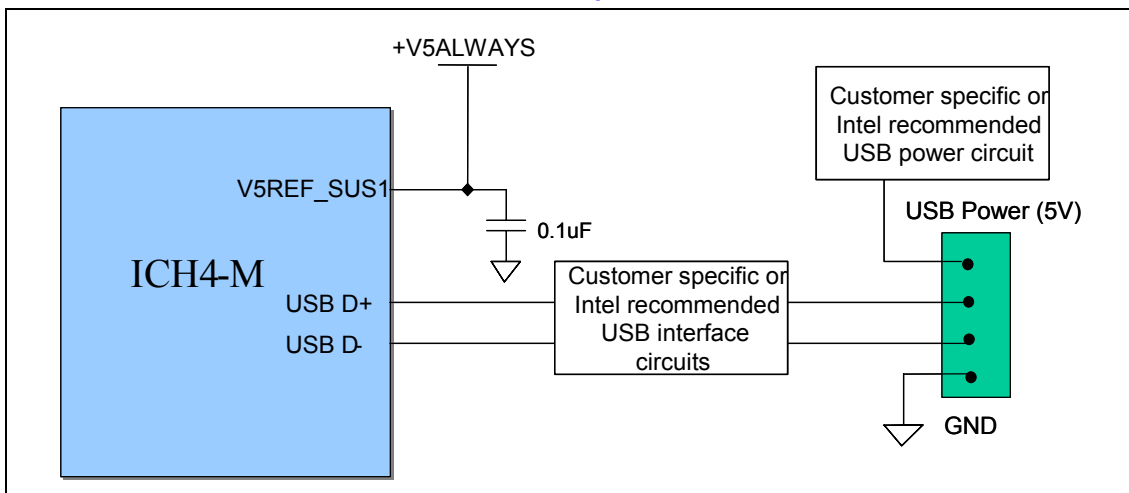 +V5ALWAYS
Customer specific or
Intel recommended
USB power circuit
V5REF_SUS1
USB Power (5V)
0.1uF
ICH4-M
Customer specific or
Intel recommended
USB interface
circuits
USB D+
USB D-
GND